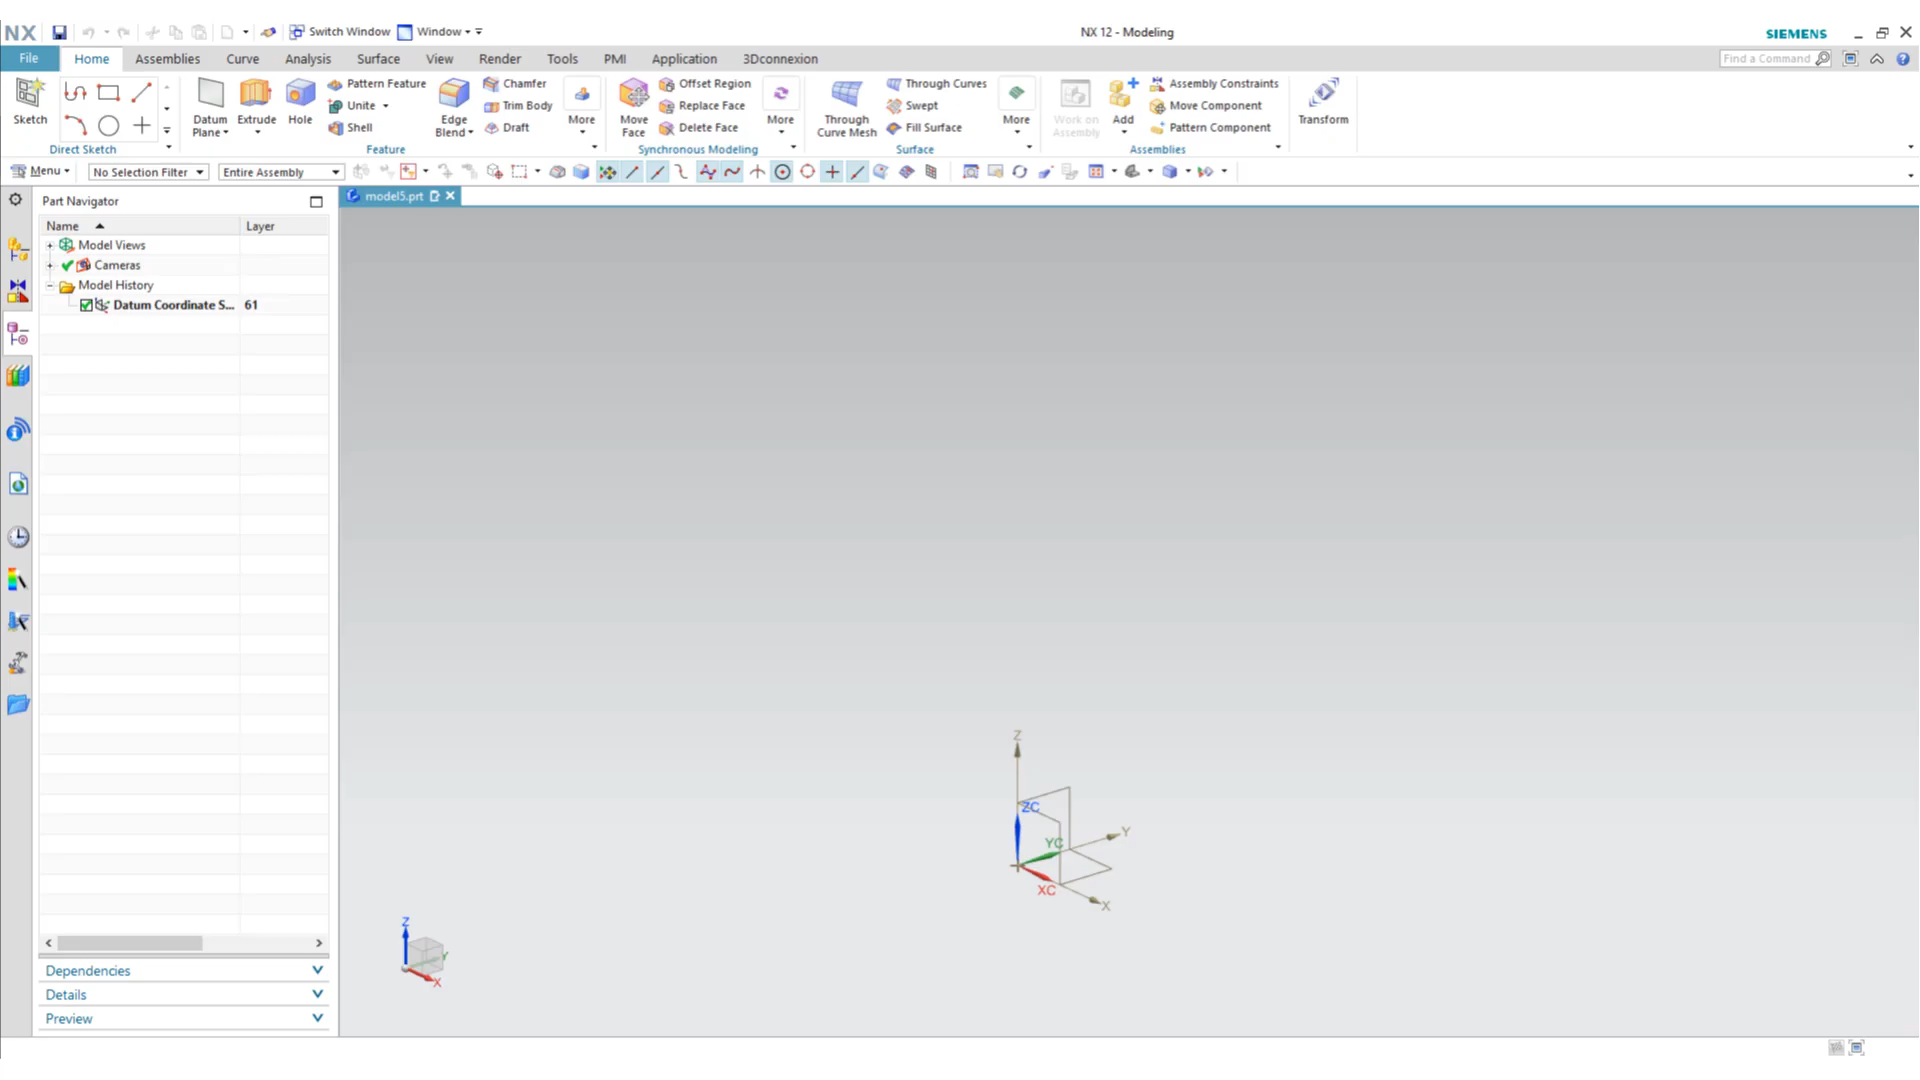 NX Switch Window Window NX 12 - Modeling SIEMENS
File Home Assemblies Curve Analysis Surface View Render Tools PMI Application 3Dconnexion Find a Command
Sketch
Direct Sketch
Datum Plane
Extrude
Hole
Pattern Feature
Unite
Shell
Edge Blend
Chamfer
Trim Body
Draft
More
Feature
Move Face
Offset Region
Replace Face
Delete Face
More
Synchronous Modeling
Through Curve Mesh
Through Curves
Swept
Fill Surface
More
Surface
Work on Assembly
Add
Assembly Constraints
Move Component
Pattern Component
Assemblies
Transform
Menu No Selection Filter Entire Assembly
Part Navigator
model5.prt
Name Layer
Model Views
Cameras
Model History
Datum Coordinate S... 61
Z
ZC
Y
YC
XC
X
Z
Y
X
Dependencies
Details
Preview